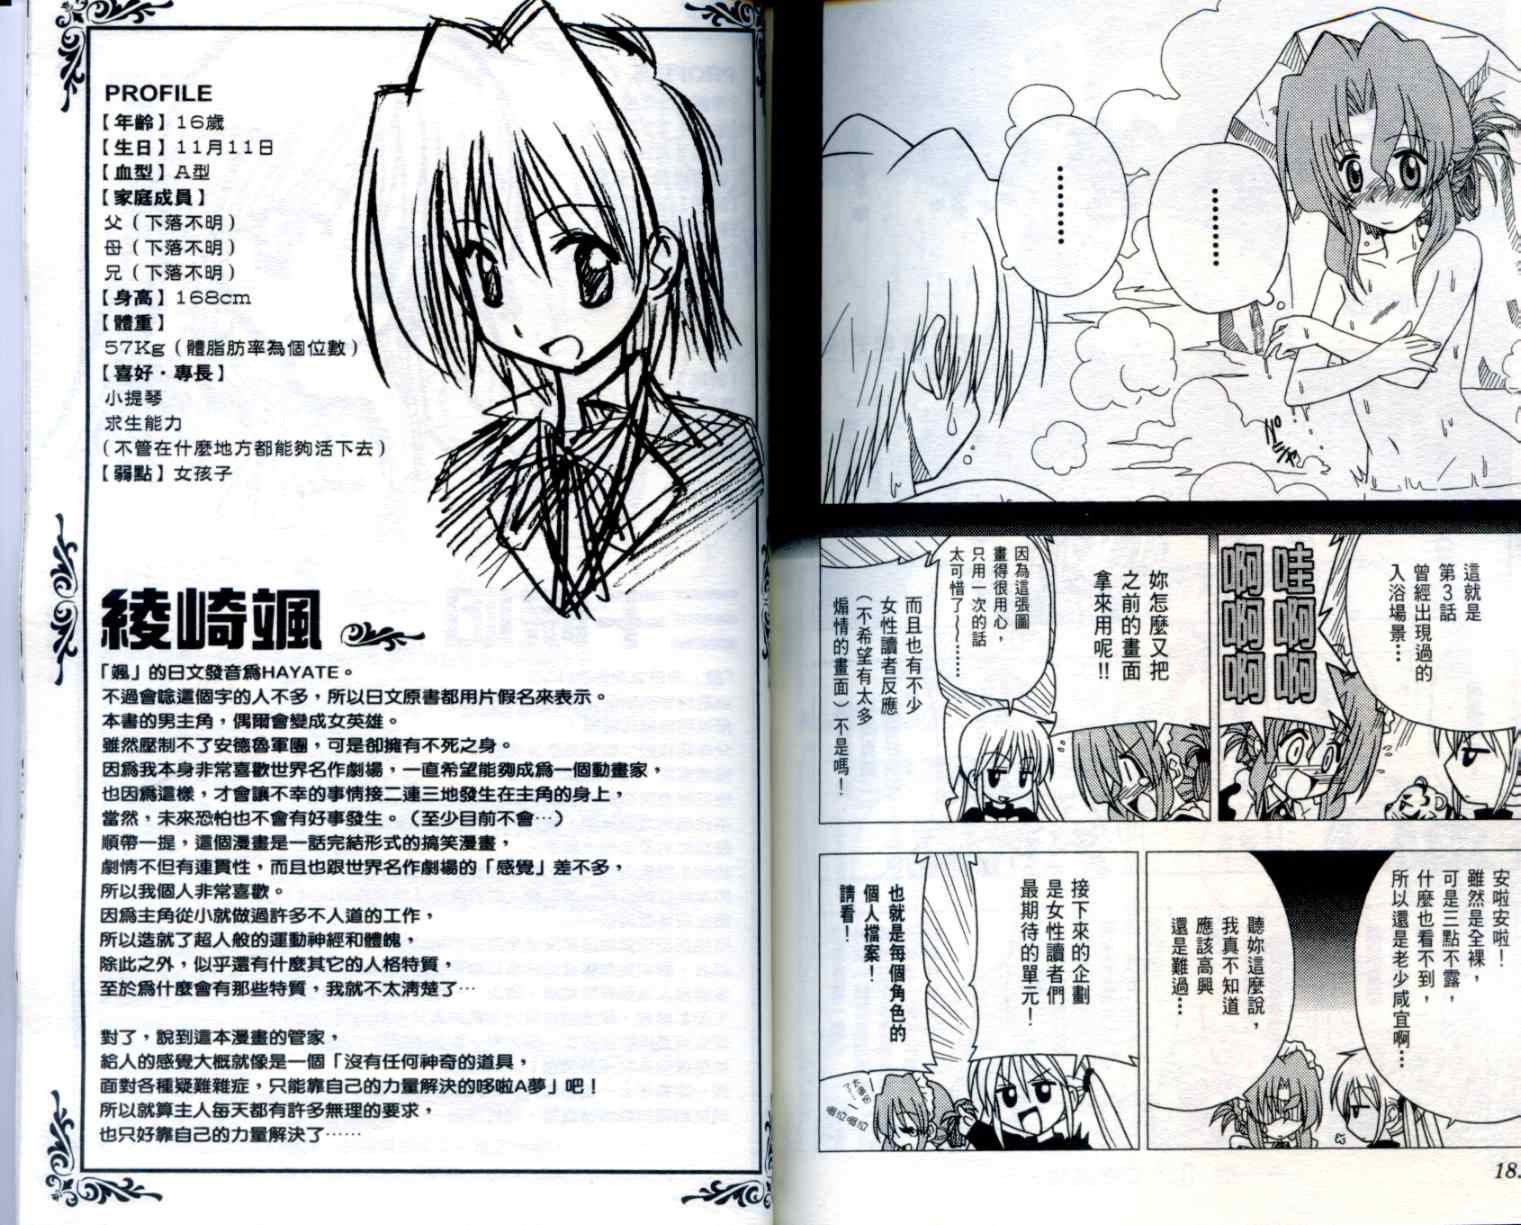 PROFILE
【年齡】16歲
【生日】11月11日
【血型】A型
【家庭成員】
父(下落不明)
母(下落不明)
兄(下落不明)
【身高】168cm
【體重】
57Kg(體脂肪率為個位數)
【喜好・專長】
小提琴
求生能力
(不管在什麼地方都能夠活下去)
【弱點】女孩子
綾崎颯
「颯」的日文發音為HAYATE。
不過會唸這個字的人不多,所以日文原書都用片假名來表示。
本書的男主角,偶爾會變成女英雄。
雖然壓制不了安德魯軍團,可是卻擁有不死之身。
因為我本身非常喜歡世界名作劇場,一直希望能夠成為一個動畫家,
也因為這樣,才會讓不幸的事情接二連三地發生在主角的身上,
當然,未來恐怕也不會有好事發生。(至少目前不會…)
順帶一提,這個漫畫是一話完結形式的搞笑漫畫,
劇情不但有連貫性,而且也跟世界名作劇場的「感覺」差不多,
所以我個人非常喜歡。
因為主角從小就做過許多不人道的工作,
所以造就了超人般的運動神經和體魄,
除此之外,似乎還有什麼其它的人格特質,
至於為什麼會有那些特質,我就不太清楚了…
對了,說到這本漫畫的管家,
給人的感覺大概就像是一個「沒有任何神奇的道具,
面對各種疑難雜症,只能靠自己的力量解決的哆啦A夢」吧!
所以就算主人每天都有許多無理的要求,
也只好靠自己的力量解決了……
………
………
這就是
第3話
曾經出現過的
入浴場景…
哇啊啊啊
啊啊啊啊
妳怎麼又把
之前的畫面
拿來用呢!!
因為這張圖
畫得很用心,
只用一次的話
太可惜了~~………
而且也有不少
女性讀者反應
(不希望有太多
煽情的畫面)不是嗎!
安啦安啦!
雖然是全裸,
可是三點不露,
什麼也看不到,
所以還是老少咸宜啊…
聽妳這麼說,
我真不知道
應該高興
還是難過…
接下來的企劃
是女性讀者們
最期待的單元!
也就是每個角色的
個人檔案!
請看!